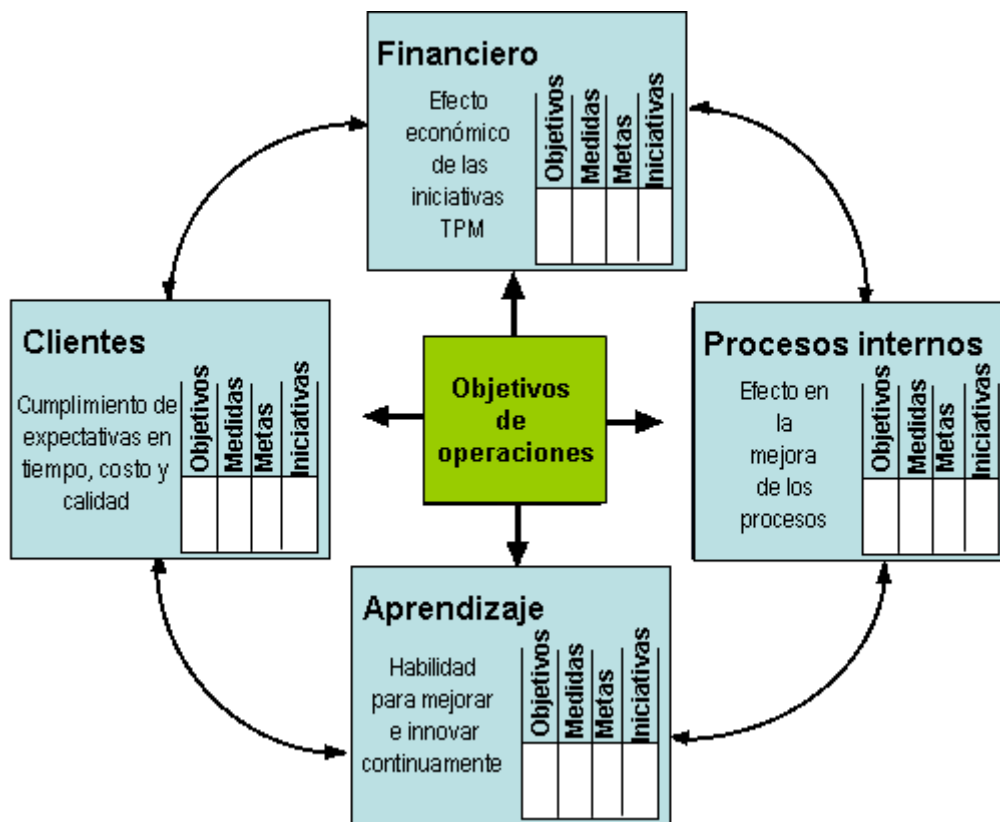 Financiero
Efecto
económico
de las
iniciativas
TPM
Objetivos
Medidas
Metas
Iniciativas
Clientes
Cumplimiento de
expectativas en
tiempo, costo y
calidad
Objetivos
Medidas
Metas
Iniciativas
Objetivos
de
operaciones
Procesos internos
Efecto en
la
mejora
de los
procesos
Objetivos
Medidas
Metas
Iniciativas
Aprendizaje
Habilidad
para mejorar
e innovar
continuamente
Objetivos
Medidas
Metas
Iniciativas